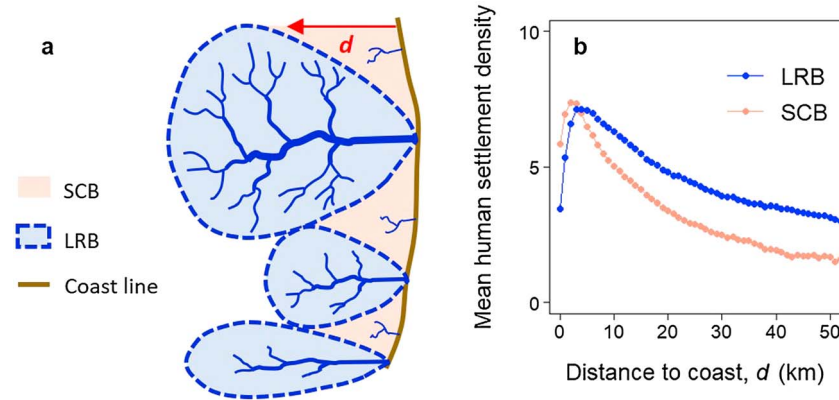 a
d
SCB
LRB
Coast line
b
Mean human settlement density
10
5
0
LRB
SCB
0 10 20 30 40 50
Distance to coast, d (km)